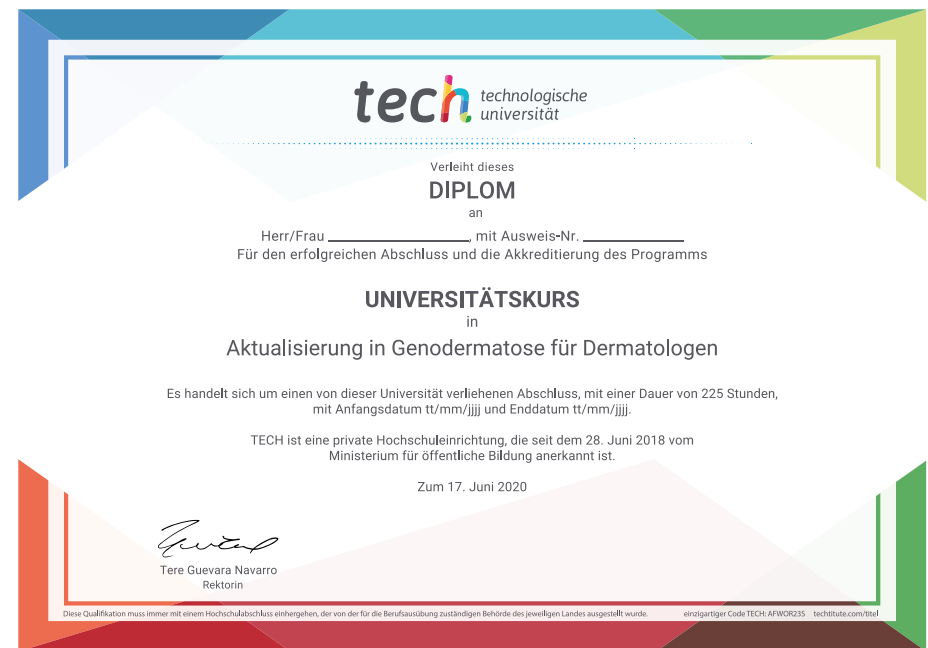 tech technologische
universität
Verleiht dieses
DIPLOM
an
Herr/Frau ____________________, mit Ausweis-Nr. ______________
Für den erfolgreichen Abschluss und die Akkreditierung des Programms
UNIVERSITÄTSKURS
in
Aktualisierung in Genodermatose für Dermatologen
Es handelt sich um einen von dieser Universität verliehenen Abschluss, mit einer Dauer von 225 Stunden,
mit Anfangsdatum tt/mm/jjjj und Enddatum tt/mm/jjjj.
TECH ist eine private Hochschuleinrichtung, die seit dem 28. Juni 2018 vom
Ministerium für öffentliche Bildung anerkannt ist.
Zum 17. Juni 2020
Tere Guevara Navarro
Rektorin
Diese Qualifikation muss immer mit einem Hochschulabschluss einhergehen, der von der für die Berufsausübung zuständigen Behörde des jeweiligen Landes ausgestellt wurde. einzigartiger Code TECH: AFWOR23S techtitute.com/titel